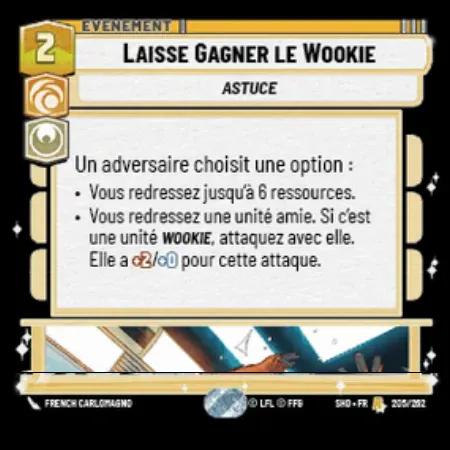 EVENEMENT
2
LAISSE GAGNER LE WOOKIE
ASTUCE
Un adversaire choisit une option :
• Vous redressez jusqu'à 6 ressources.
• Vous redressez une unité amie. Si c'est
une unité WOOKIE, attaquez avec elle.
Elle a +2/+0 pour cette attaque.
FRENCH CARLOMAGNO
© LFL © FFG
SHD • FR
205/262